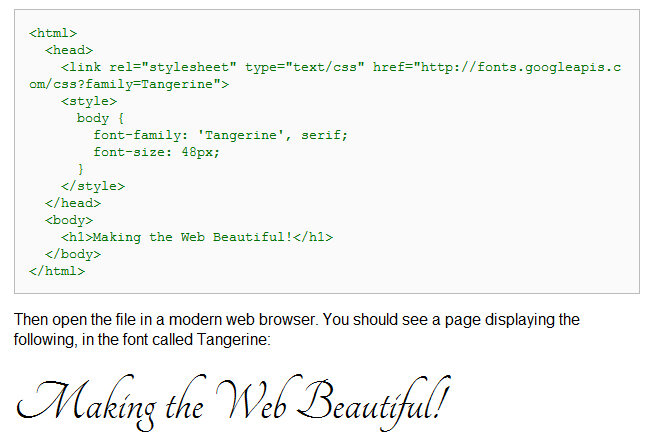 <html>
  <head>
    <link rel="stylesheet" type="text/css" href="http://fonts.googleapis.c
om/css?family=Tangerine">
    <style>
      body {
        font-family: 'Tangerine', serif;
        font-size: 48px;
      }
    </style>
  </head>
  <body>
    <h1>Making the Web Beautiful!</h1>
  </body>
</html>
Then open the file in a modern web browser. You should see a page displaying the
following, in the font called Tangerine:
Making the Web Beautiful!